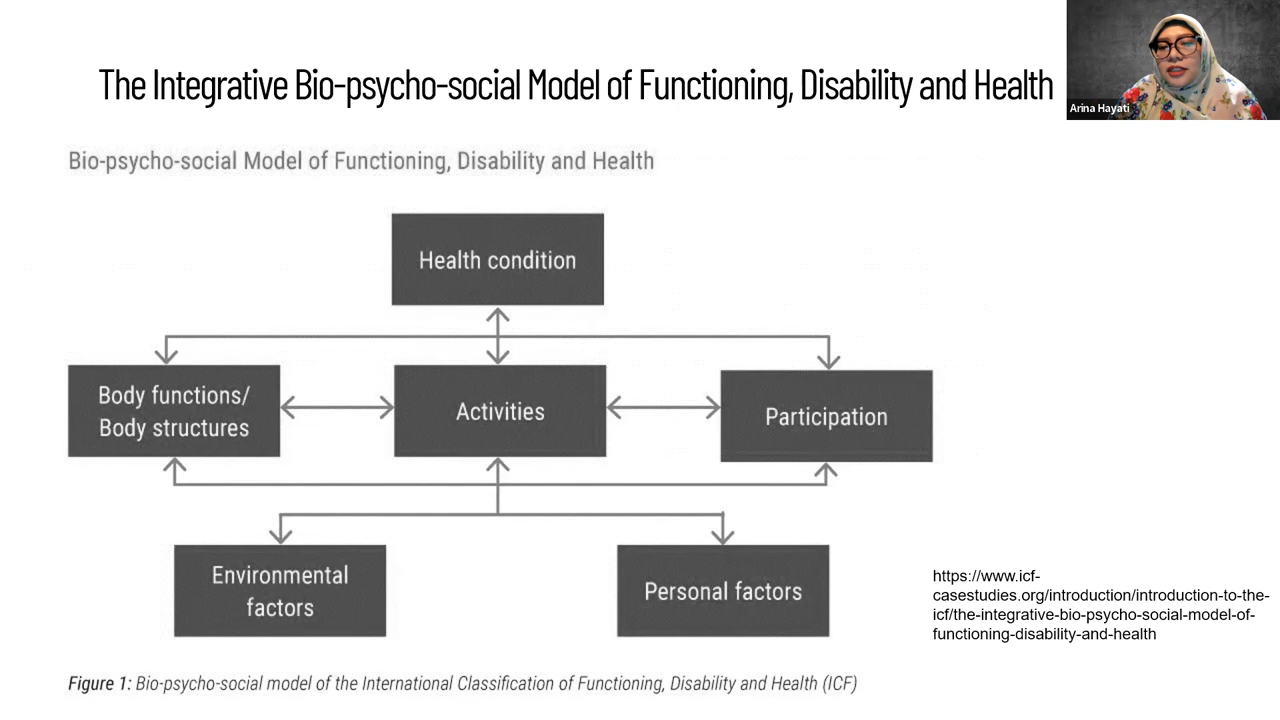 The Integrative Bio-psycho-social Model of Functioning, Disability and Health
Arina Hayati
Bio-psycho-social Model of Functioning, Disability and Health
Health condition
Body functions/
Body structures
Activities
Participation
Environmental
factors
Personal factors
https://www.icf-
casestudies.org/introduction/introduction-to-the-
icf/the-integrative-bio-psycho-social-model-of-
functioning-disability-and-health
Figure 1: Bio-psycho-social model of the International Classification of Functioning, Disability and Health (ICF)